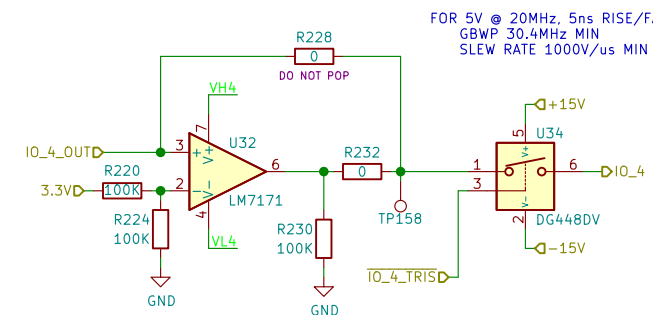 FOR 5V @ 20MHz, 5ns RISE/FA
GBWP 30.4MHz MIN
SLEW RATE 1000V/us MIN
R228
0
DO NOT POP
VH4
+15V
7
U32
5
U34
IO_4_OUT
3
+
V+
R232
V+
R220
6
0
1
6
IO_4
3.3V
100K
2
-
V-
3
LM7171
V-
R224
100K
4
TP158
2
DG448DV
R230
100K
VL4
-15V
IO_4_TRIS
GND
GND